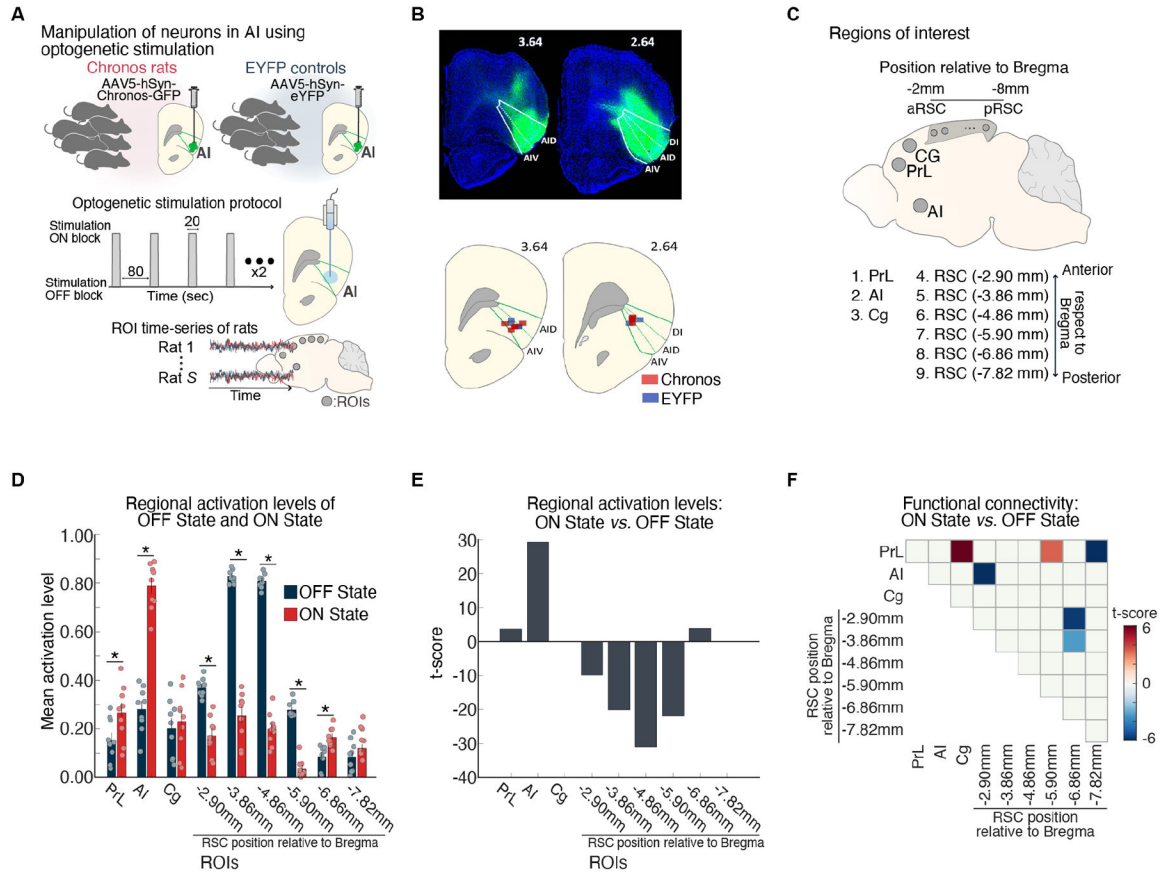 A
Manipulation of neurons in AI using
optogenetic stimulation
Chronos rats
AAV5-hSyn-
Chronos-GFP
AI
EYFP controls
AAV5-hSyn-
eYFP
AI
Optogenetic stimulation protocol
Stimulation
ON block
20
80
x2
Stimulation
OFF block
Time (sec)
AI
ROI time-series of rats
Rat 1
Rat S
Time
:ROIs
B
3.64
2.64
AID
AIV
DI
AID
AIV
3.64
2.64
AID
AIV
DI
AID
AIV
Chronos
EYFP
C
Regions of interest
Position relative to Bregma
-2mm
-8mm
aRSC
pRSC
...
CG
PrL
AI
1. PrL
2. AI
3. Cg
4. RSC (-2.90 mm)
5. RSC (-3.86 mm)
6. RSC (-4.86 mm)
7. RSC (-5.90 mm)
8. RSC (-6.86 mm)
9. RSC (-7.82 mm)
Anterior
respect to
Bregma
Posterior
D
Regional activation levels of
OFF State and ON State
Mean activation level
1.00
0.80
0.60
0.40
0.20
0.00
OFF State
ON State
* * * * * * *
PrL
AI
Cg
-2.90mm
-3.86mm
-4.86mm
-5.90mm
-6.86mm
-7.82mm
RSC position relative to Bregma
ROIs
E
Regional activation levels:
ON State vs. OFF State
t-score
30
20
10
0
-10
-20
-30
-40
PrL
AI
Cg
-2.90mm
-3.86mm
-4.86mm
-5.90mm
-6.86mm
-7.82mm
RSC position relative to Bregma
ROIs
F
Functional connectivity:
ON State vs. OFF State
PrL
AI
Cg
-2.90mm
-3.86mm
-4.86mm
-5.90mm
-6.86mm
-7.82mm
RSC position
relative to Bregma
t-score
6
0
-6
PrL
AI
Cg
-2.90mm
-3.86mm
-4.86mm
-5.90mm
-6.86mm
-7.82mm
RSC position
relative to Bregma